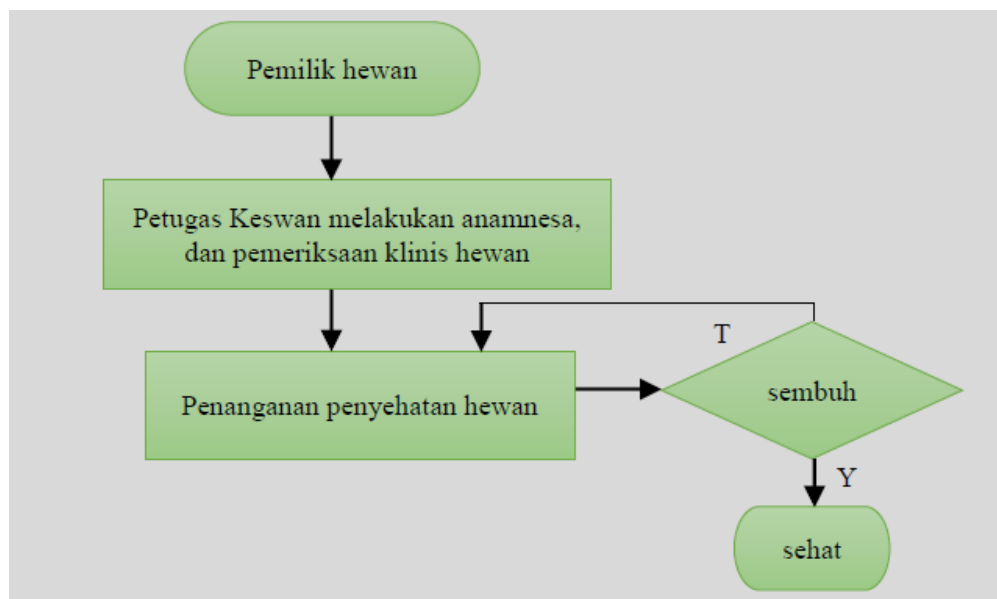 Pemilik hewan
Petugas Keswan melakukan anamnesa,
dan pemeriksaan klinis hewan
T
Penanganan penyehatan hewan
sembuh
Y
sehat